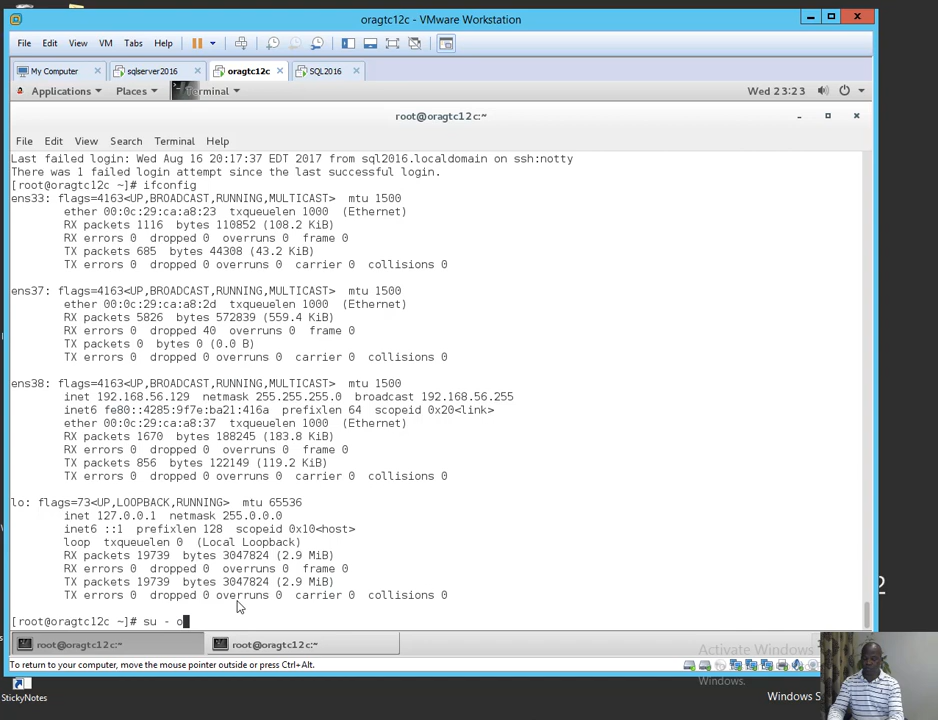 oragtc12c - VMware Workstation
File Edit View VM Tabs Help
My Computer sqlserver2016 oragtc12c SQL2016
Applications Places Terminal Wed 23:23
root@oragtc12c:~
File Edit View Search Terminal Help
Last failed login: Wed Aug 16 20:17:37 EDT 2017 from sql2016.localdomain on ssh:notty
There was 1 failed login attempt since the last successful login.
[root@oragtc12c ~]# ifconfig
ens33: flags=4163<UP,BROADCAST,RUNNING,MULTICAST> mtu 1500
ether 00:0c:29:ca:a8:23 txqueuelen 1000 (Ethernet)
RX packets 1116 bytes 110852 (108.2 KiB)
RX errors 0 dropped 0 overruns 0 frame 0
TX packets 685 bytes 44308 (43.2 KiB)
TX errors 0 dropped 0 overruns 0 carrier 0 collisions 0
ens37: flags=4163<UP,BROADCAST,RUNNING,MULTICAST> mtu 1500
ether 00:0c:29:ca:a8:2d txqueuelen 1000 (Ethernet)
RX packets 5826 bytes 572839 (559.4 KiB)
RX errors 0 dropped 40 overruns 0 frame 0
TX packets 0 bytes 0 (0.0 B)
TX errors 0 dropped 0 overruns 0 carrier 0 collisions 0
ens38: flags=4163<UP,BROADCAST,RUNNING,MULTICAST> mtu 1500
inet 192.168.56.129 netmask 255.255.255.0 broadcast 192.168.56.255
inet6 fe80::4285:9f7e:ba21:416a prefixlen 64 scopeid 0x20<link>
ether 00:0c:29:ca:a8:37 txqueuelen 1000 (Ethernet)
RX packets 1670 bytes 188245 (183.8 KiB)
RX errors 0 dropped 0 overruns 0 frame 0
TX packets 856 bytes 122149 (119.2 KiB)
TX errors 0 dropped 0 overruns 0 carrier 0 collisions 0
lo: flags=73<UP,LOOPBACK,RUNNING> mtu 65536
inet 127.0.0.1 netmask 255.0.0.0
inet6 ::1 prefixlen 128 scopeid 0x10<host>
loop txqueuelen 0 (Local Loopback)
RX packets 19739 bytes 3047824 (2.9 MiB)
RX errors 0 dropped 0 overruns 0 frame 0
TX packets 19739 bytes 3047824 (2.9 MiB)
TX errors 0 dropped 0 overruns 0 carrier 0 collisions 0
[root@oragtc12c ~]# su - o
root@oragtc12c:~ root@oragtc12c:~
To return to your computer, move the mouse pointer outside or press Ctrl+Alt.
Activate Windows
Windows.
StickyNotes
Windows S